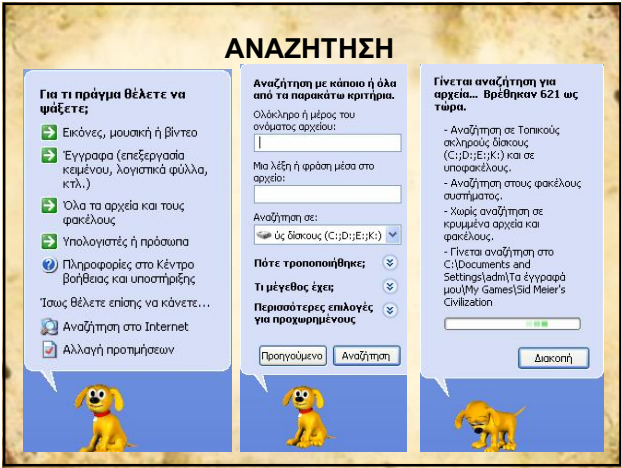 ΑΝΑΖΗΤΗΣΗ
Για τι πράγμα θέλετε να
ψάξετε;
Εικόνες, μουσική ή βίντεο
Έγγραφα (επεξεργασία
κειμένου, λογιστικά φύλλα,
κτλ.)
Όλα τα αρχεία και τους
φακέλους
Υπολογιστές ή πρόσωπα
Πληροφορίες στο Κέντρο
βοήθειας και υποστήριξης
Ίσως θέλετε επίσης να κάνετε...
Αναζήτηση στο Internet
Αλλαγή προτιμήσεων
Αναζήτηση με κάποιο ή όλα
από τα παρακάτω κριτήρια.
Ολόκληρο ή μέρος του
ονόματος αρχείου:
Μια λέξη ή φράση μέσα στο
αρχείο:
Αναζήτηση σε:
ύς δίσκους (C:;D:;E:;K:)
Πότε τροποποιήθηκε;
Τι μέγεθος έχει;
Περισσότερες επιλογές
για προχωρημένους
Προηγούμενο Αναζήτηση
Γίνεται αναζήτηση για
αρχεία... Βρέθηκαν 621 ως
τώρα.
- Αναζήτηση σε Τοπικούς
σκληρούς δίσκους
(C:;D:;E:;K:) και σε
υποφακέλους.
- Αναζήτηση στους φακέλους
συστήματος.
- Χωρίς αναζήτηση σε
κρυμμένα αρχεία και
φακέλους.
- Γίνεται αναζήτηση στο
C:\Documents and
Settings\adm\Τα έγγραφά
μου\My Games\Sid Meier's
Civilization
Διακοπή